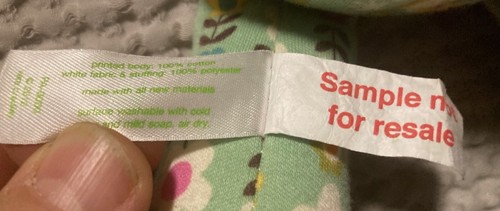 printed body: 100% cotton
white fabric & stuffing: 100% polyester
made with all new materials
surface washable with cold
and mild soap, air dry.
Sample
for resale